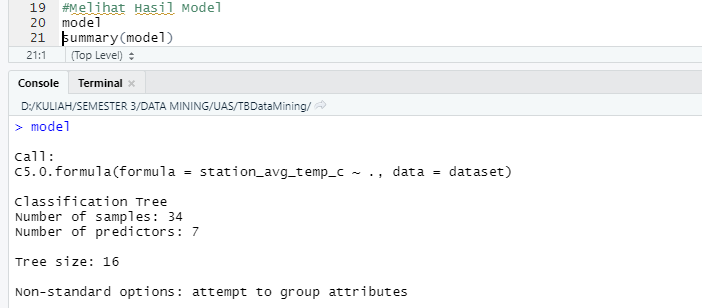 19 #Melihat Hasil Model
20 model
21 summary(model)
21:1 (Top Level)
Console Terminal
D:/KULIAH/SEMESTER 3/DATA MINING/UAS/TBDataMining/
> model
Call:
C5.0.formula(formula = station_avg_temp_c ~ ., data = dataset)
Classification Tree
Number of samples: 34
Number of predictors: 7
Tree size: 16
Non-standard options: attempt to group attributes